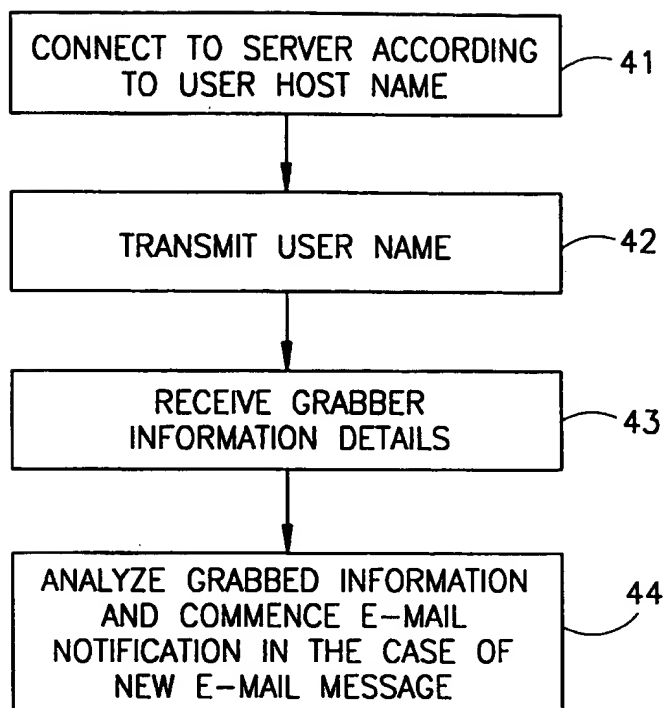 CONNECT TO SERVER ACCORDING
TO USER HOST NAME
41
TRANSMIT USER NAME
42
RECEIVE GRABBER
INFORMATION DETAILS
43
ANALYZE GRABBED INFORMATION
AND COMMENCE E-MAIL
NOTIFICATION IN THE CASE OF
NEW E-MAIL MESSAGE
44